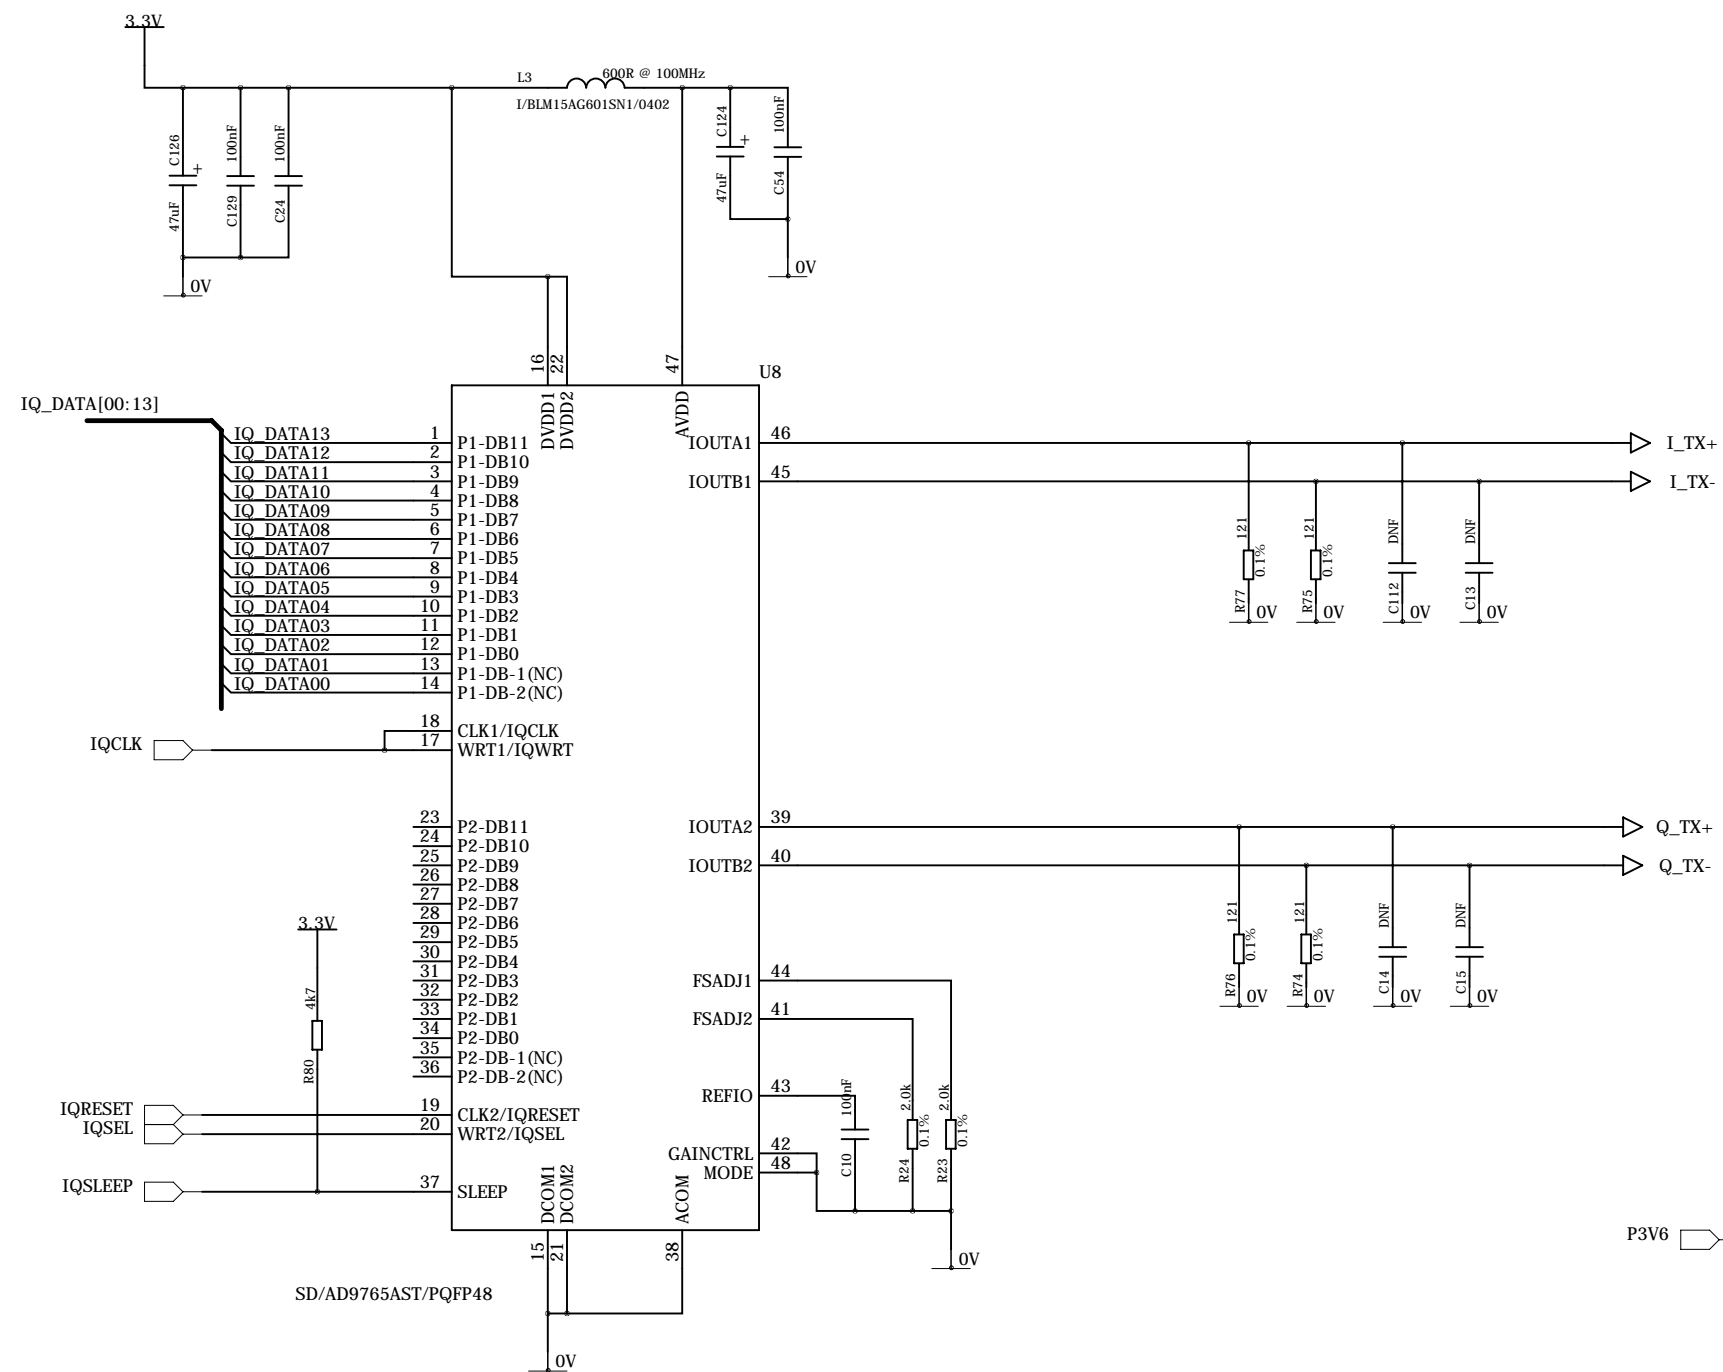 3.3V
L3
600R @ 100MHz
I/BLM15AG601SN1/0402
C126
47uF
+
100nF
C129
100nF
C24
0V
C124
47uF
+
100nF
C54
0V
U8
16
22
47
DVDD1
DVDD2
AVDD
IQ_DATA[00:13]
IQ_DATA13 1 P1-DB11
IQ_DATA12 2 P1-DB10
IQ_DATA11 3 P1-DB9
IQ_DATA10 4 P1-DB8
IQ_DATA09 5 P1-DB7
IQ_DATA08 6 P1-DB6
IQ_DATA07 7 P1-DB5
IQ_DATA06 8 P1-DB4
IQ_DATA05 9 P1-DB3
IQ_DATA04 10 P1-DB2
IQ_DATA03 11 P1-DB1
IQ_DATA02 12 P1-DB0
IQ_DATA01 13 P1-DB-1(NC)
IQ_DATA00 14 P1-DB-2(NC)
18 CLK1/IQCLK
IQCLK 17 WRT1/IQWRT
23 P2-DB11
24 P2-DB10
25 P2-DB9
26 P2-DB8
27 P2-DB7
28 P2-DB6
29 P2-DB5
30 P2-DB4
31 P2-DB3
32 P2-DB2
33 P2-DB1
34 P2-DB0
35 P2-DB-1(NC)
36 P2-DB-2(NC)
3.3V
4k7
R80
IQRESET 19 CLK2/IQRESET
IQSEL 20 WRT2/IQSEL
IQSLEEP 37 SLEEP
DCOM1
DCOM2
ACOM
15
21
38
SD/AD9765AST/PQFP48
0V
IOUTA1 46 I_TX+
IOUTB1 45 I_TX-
121
0.1%
R77
0V
121
0.1%
R75
0V
DNF
C112
0V
DNF
C13
0V
IOUTA2 39 Q_TX+
IOUTB2 40 Q_TX-
121
0.1%
R76
0V
121
0.1%
R74
0V
DNF
C14
0V
DNF
C15
0V
FSADJ1 44
FSADJ2 41
REFIO 43
GAINCTRL 42
MODE 48
100nF
C10
2.0k
0.1%
R24
2.0k
0.1%
R23
0V
P3V6